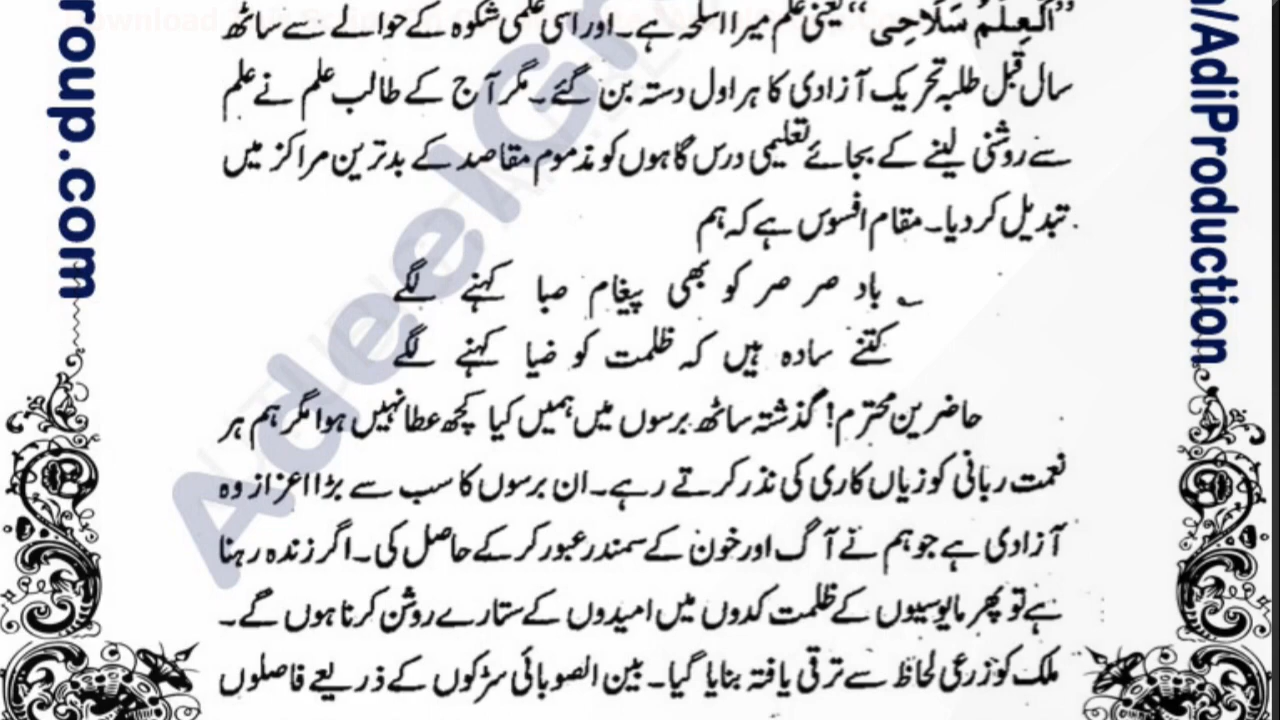 ”اَلْعِلْمُ سَلَاحِی“ یعنی علم میرا اسلحہ ہے۔ اور اسی علمی شکوہ کے حوالے سے ساٹھ
سال قبل طلبہ تحریک آزادی کا ہر اول دستہ بن گئے۔ مگر آج کے طالب علم نے علم
سے روشنی لینے کے بجائے تعلیمی درس گاہوں کو مذموم مقاصد کے بدترین مراکز میں
تبدیل کر دیا۔ مقام افسوس ہے کہ ہم
؎ باد صر صر کو بھی پیغام صبا کہنے لگے
کتنے سادہ ہیں کہ ظلمت کو ضیا کہنے لگے
حاضرین محترم! گذشتہ ساٹھ برسوں میں ہمیں کیا کچھ عطا نہیں ہوا مگر ہم ہر
نعمت ربانی کو زیاں کاری کی نذر کرتے رہے۔ ان برسوں کا سب سے بڑا اعزاز وہ
آزادی ہے جو ہم نے آگ اور خون کے سمندر عبور کر کے حاصل کی۔ اگر زندہ رہنا
ہے تو پھر مایوسیوں کے ظلمت کدوں میں امیدوں کے ستارے روشن کرنا ہوں گے۔
ملک کو زرعی لحاظ سے ترقی یافتہ بنایا گیا۔ بین الصوبائی سڑکوں کے ذریعے فاصلوں
roup.com
/AdiProduction
AdeelGr